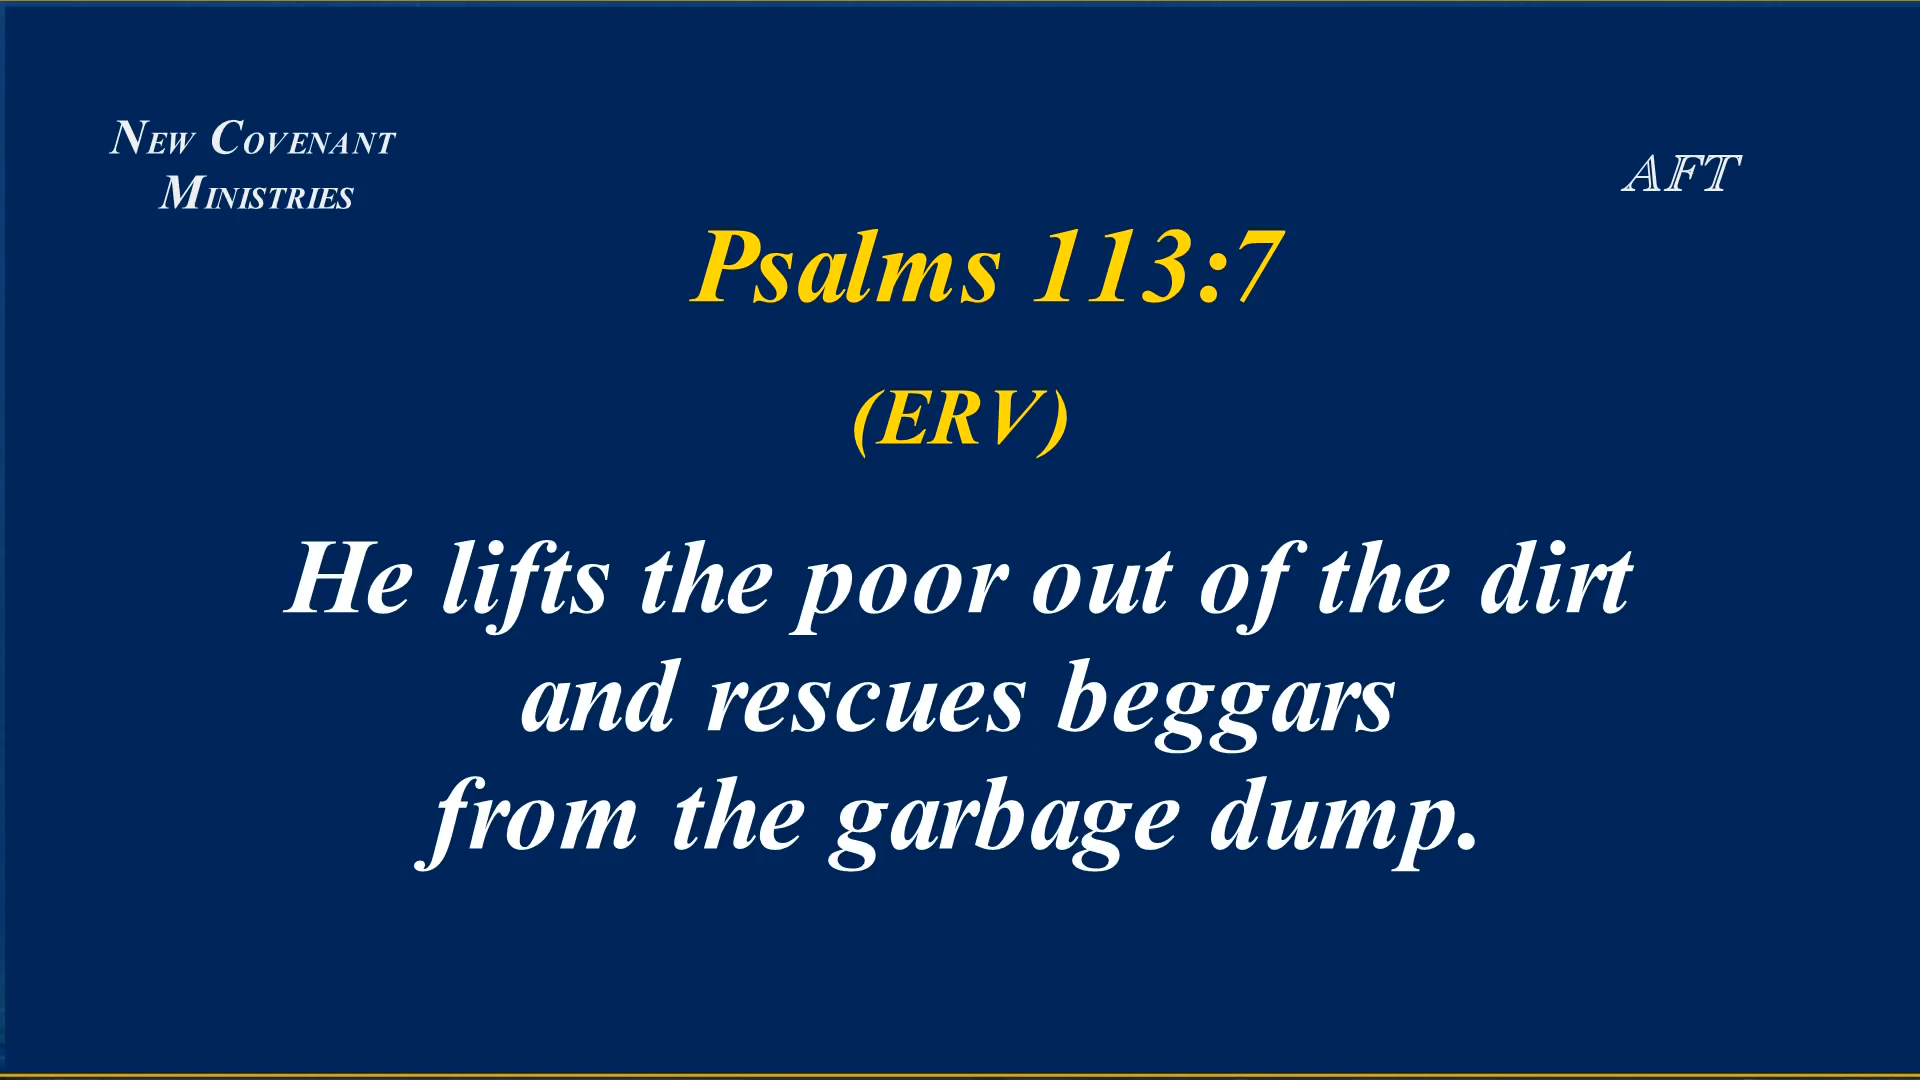 New Covenant
Ministries
AFT
Psalms 113:7
(ERV)
He lifts the poor out of the dirt
and rescues beggars
from the garbage dump.